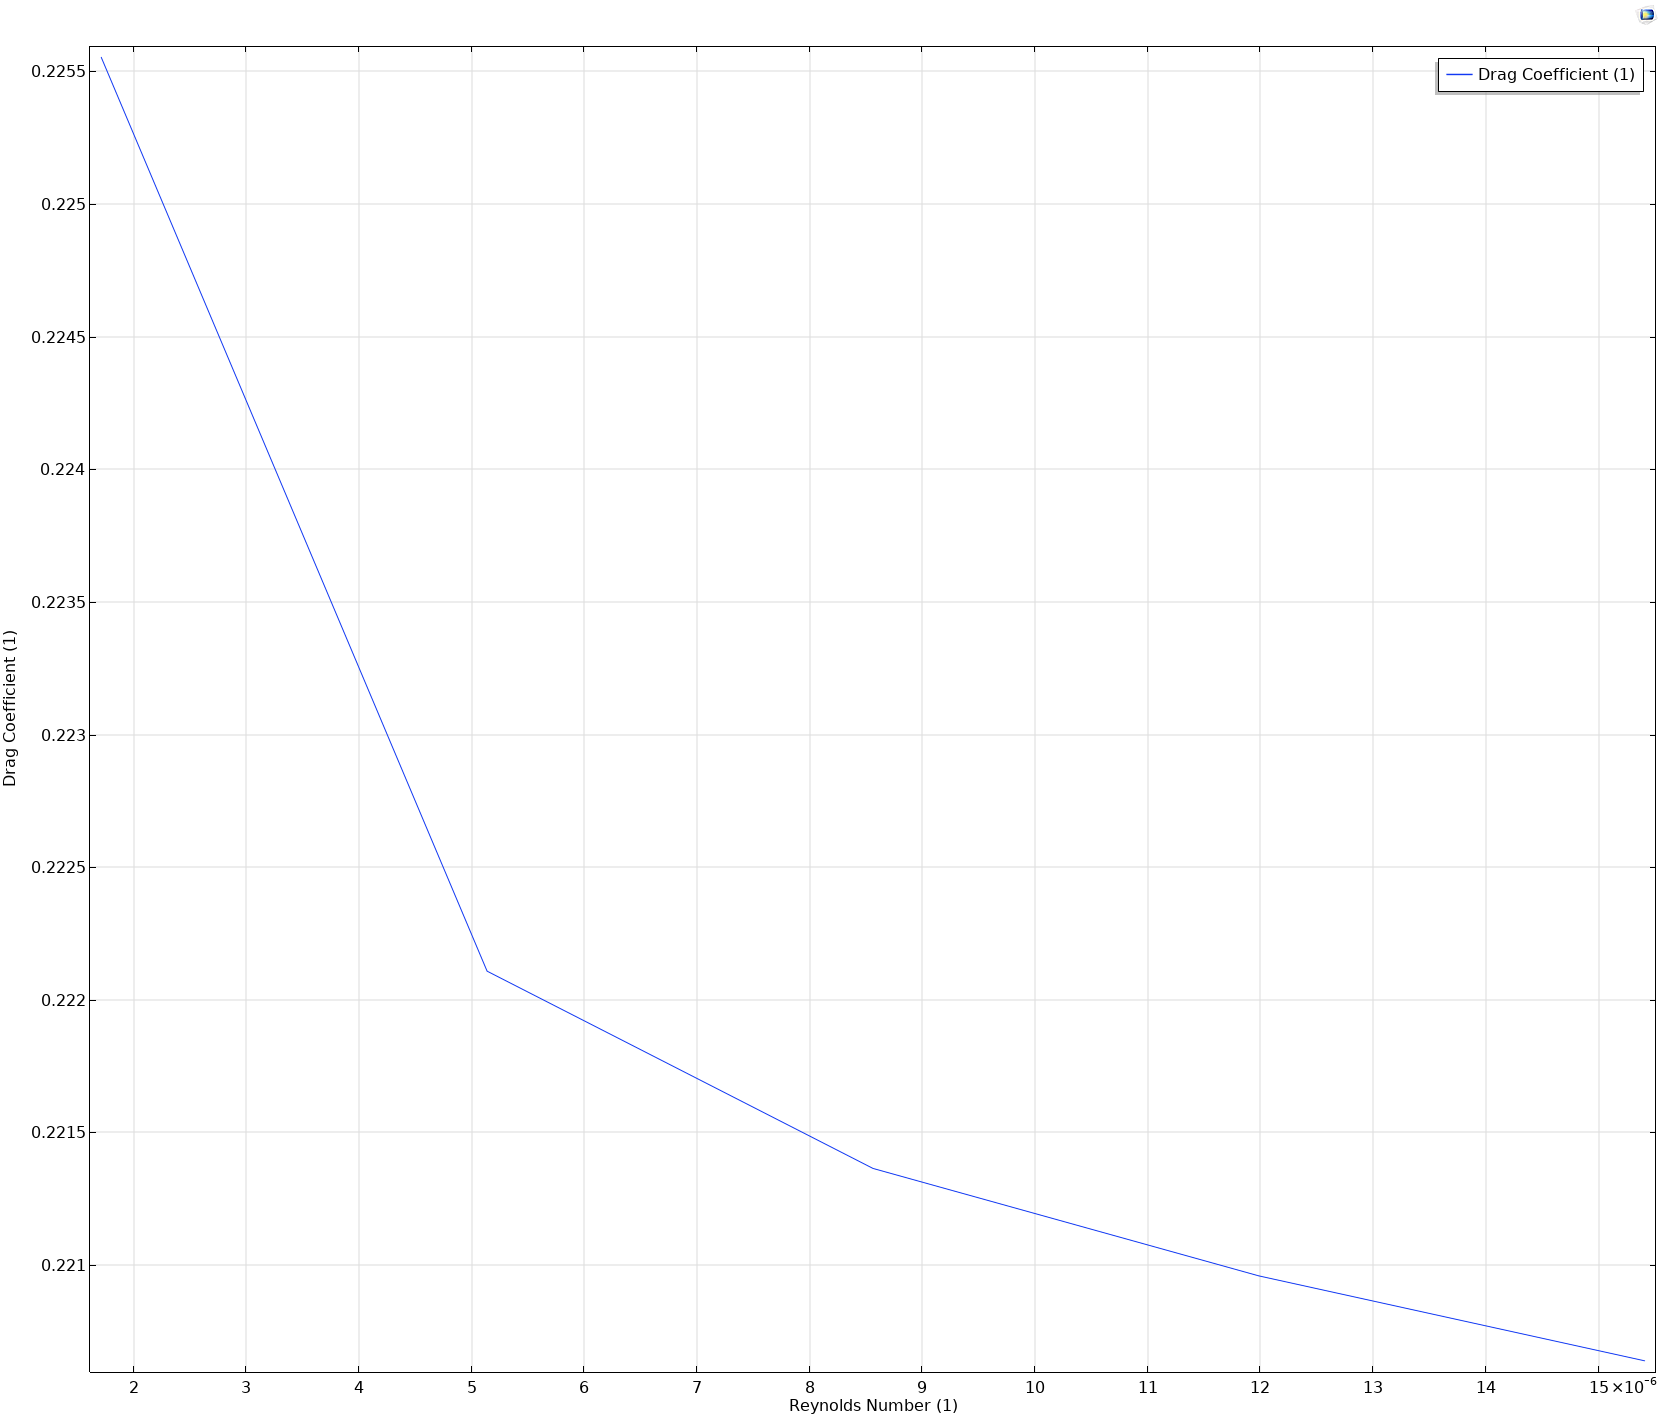 Drag Coefficient (1)
0.2255
0.225
0.2245
0.224
0.2235
0.223
0.2225
0.222
0.2215
0.221
Drag Coefficient (1)
2 3 4 5 6 7 8 9 10 11 12 13 14 15 ×10⁻⁶
Reynolds Number (1)